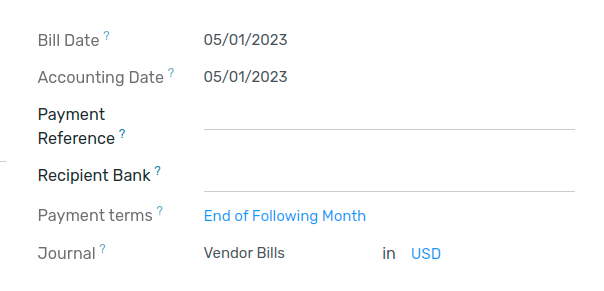 Bill Date ? 05/01/2023
Accounting Date ? 05/01/2023
Payment
Reference ?
Recipient Bank ?
Payment terms ? End of Following Month
Journal ? Vendor Bills in USD